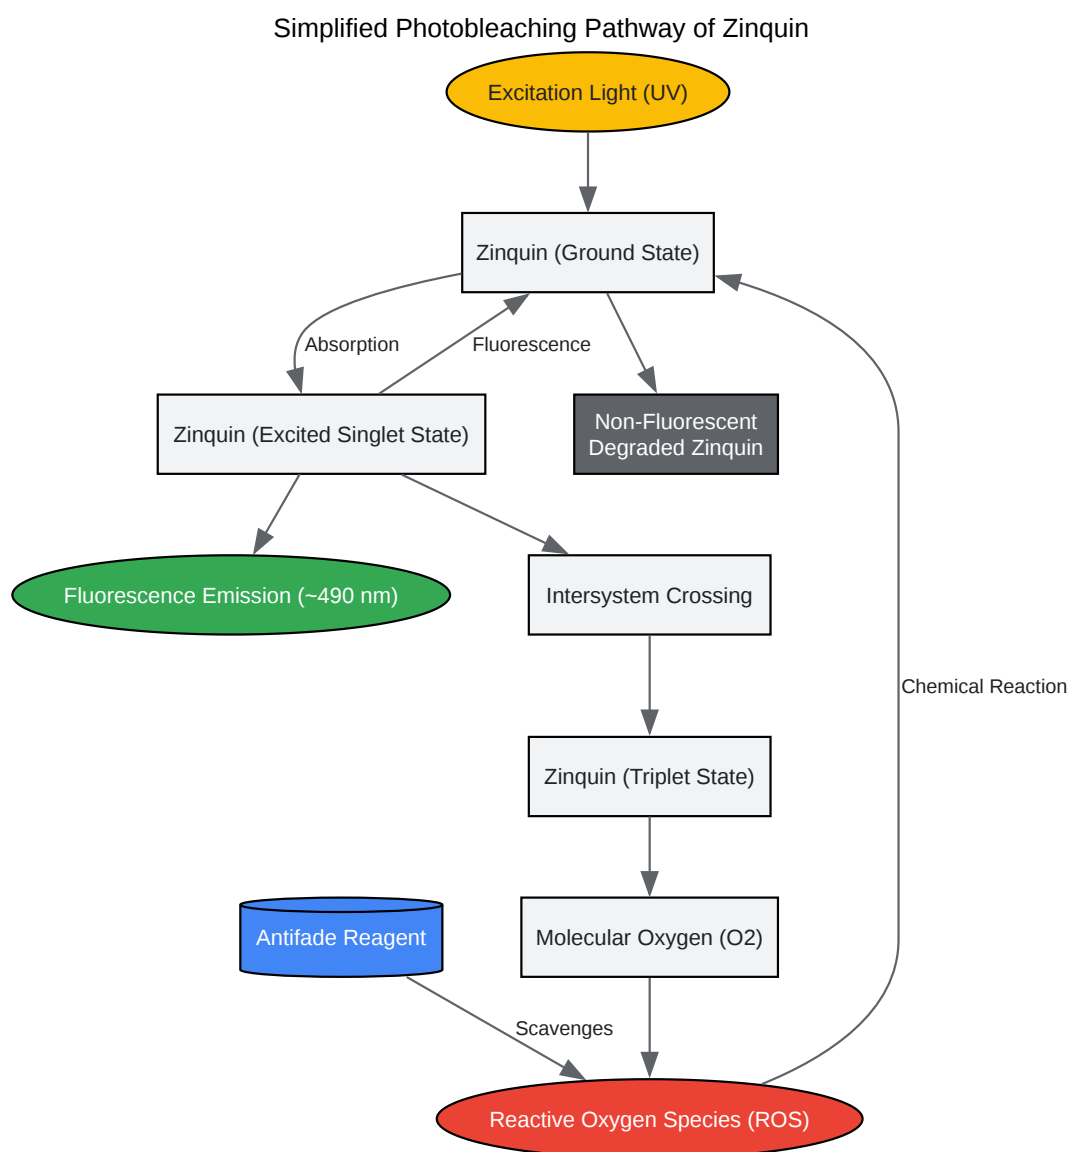 Simplified Photobleaching Pathway of Zinquin
Excitation Light (UV)
Zinquin (Ground State)
Absorption
Fluorescence
Zinquin (Excited Singlet State)
Non-Fluorescent
Degraded Zinquin
Fluorescence Emission (~490 nm)
Intersystem Crossing
Chemical Reaction
Zinquin (Triplet State)
Antifade Reagent
Molecular Oxygen (O2)
Scavenges
Reactive Oxygen Species (ROS)